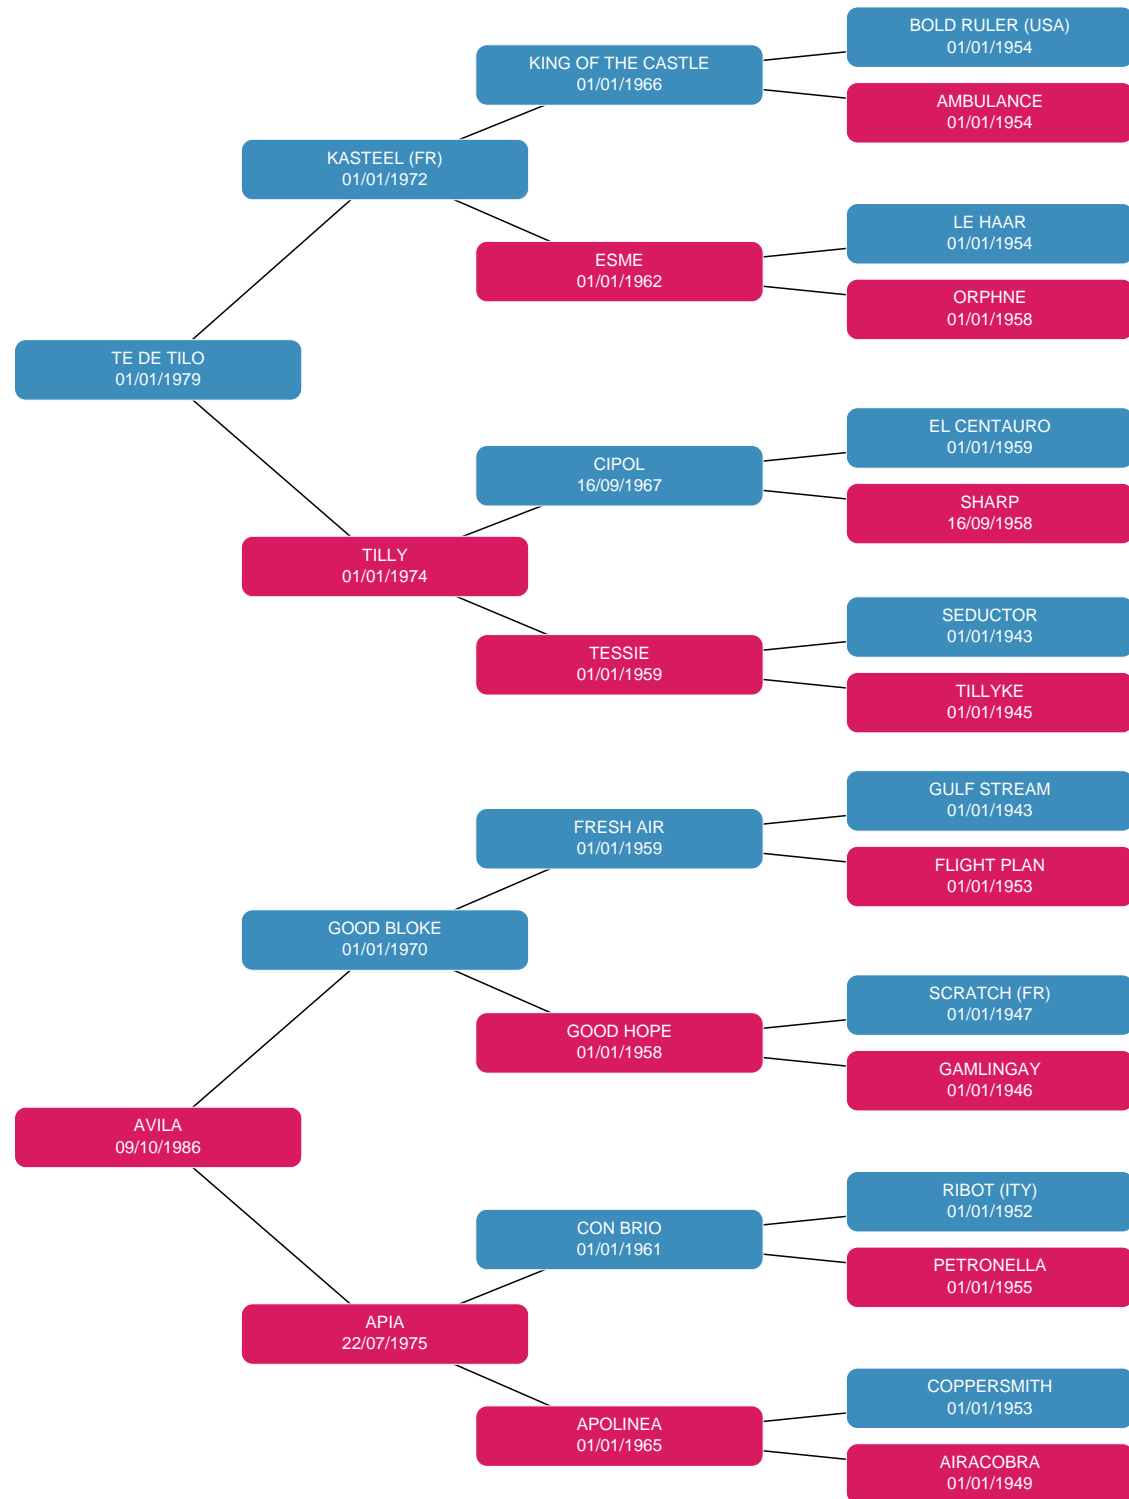 BOLD RULER (USA)
01/01/1954
KING OF THE CASTLE
01/01/1966
AMBULANCE
01/01/1954
KASTEEL (FR)
01/01/1972
LE HAAR
01/01/1954
ESME
01/01/1962
ORPHNE
01/01/1958
TE DE TILO
01/01/1979
EL CENTAURO
01/01/1959
CIPOL
16/09/1967
SHARP
16/09/1958
TILLY
01/01/1974
SEDUCTOR
01/01/1943
TESSIE
01/01/1959
TILLYKE
01/01/1945
GULF STREAM
01/01/1943
FRESH AIR
01/01/1959
FLIGHT PLAN
01/01/1953
GOOD BLOKE
01/01/1970
SCRATCH (FR)
01/01/1947
GOOD HOPE
01/01/1958
GAMLINGAY
01/01/1946
AVILA
09/10/1986
RIBOT (ITY)
01/01/1952
CON BRIO
01/01/1961
PETRONELLA
01/01/1955
APIA
22/07/1975
COPPERSMITH
01/01/1953
APOLINEA
01/01/1965
AIRACOBRA
01/01/1949